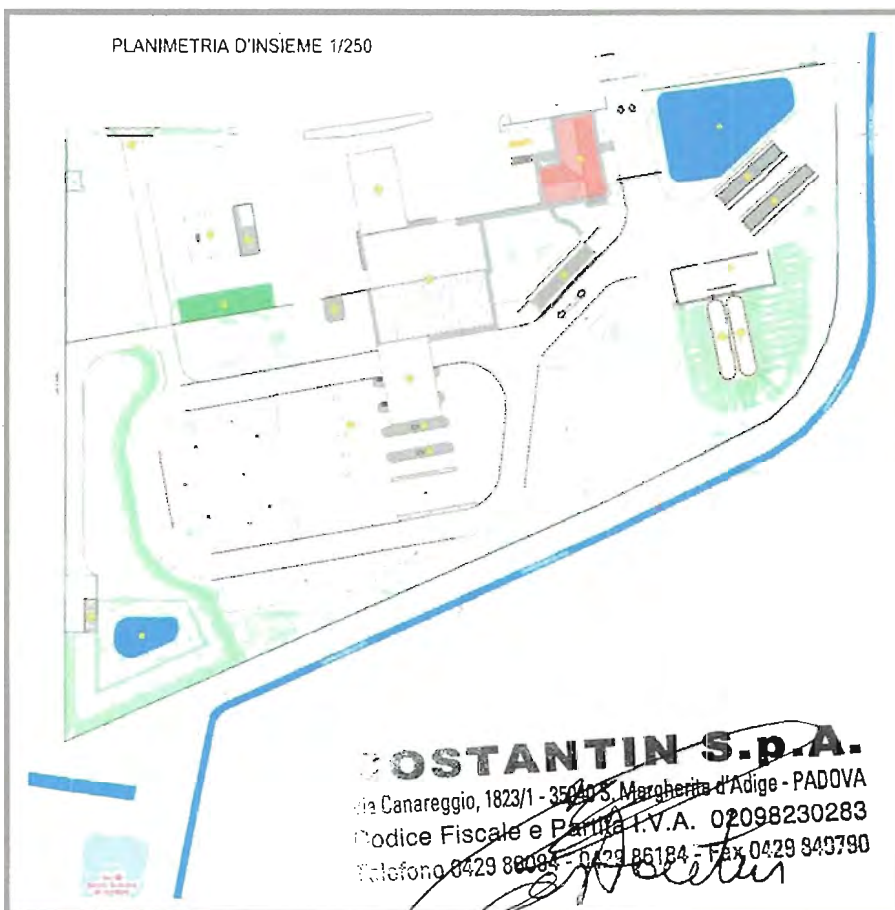 PLANIMETRIA D'INSIEME 1/250
COSTANTIN S.p.A.
Via Canareggio, 1823/1 - 35040 S. Margherita d'Adige - PADOVA
Codice Fiscale e Partita I.V.A. 02098230283
Telefono 0429 86094 - 0429 86184 - Fax 0429 840790